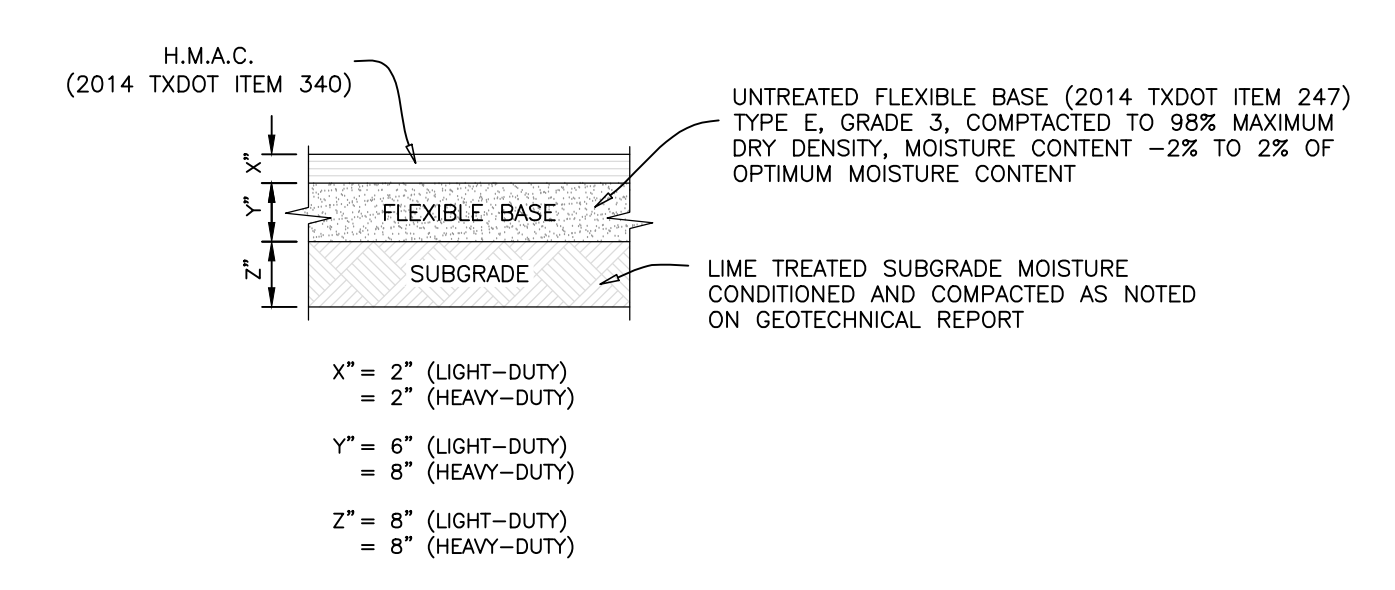 H.M.A.C.
(2014 TXDOT ITEM 340)
UNTREATED FLEXIBLE BASE (2014 TXDOT ITEM 247)
TYPE E, GRADE 3, COMPTACTED TO 98% MAXIMUM
DRY DENSITY, MOISTURE CONTENT -2% TO 2% OF
OPTIMUM MOISTURE CONTENT
X"
Y"
FLEXIBLE BASE
Z"
SUBGRADE
LIME TREATED SUBGRADE MOISTURE
CONDITIONED AND COMPACTED AS NOTED
ON GEOTECHNICAL REPORT
X" = 2" (LIGHT-DUTY)
= 2" (HEAVY-DUTY)
Y" = 6" (LIGHT-DUTY)
= 8" (HEAVY-DUTY)
Z" = 8" (LIGHT-DUTY)
= 8" (HEAVY-DUTY)